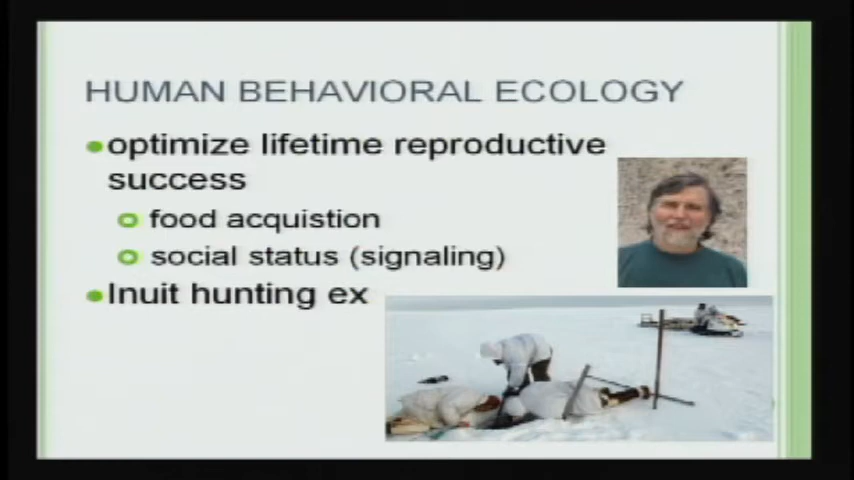 HUMAN BEHAVIORAL ECOLOGY
optimize lifetime reproductive
success
food acquistion
social status (signaling)
Inuit hunting ex